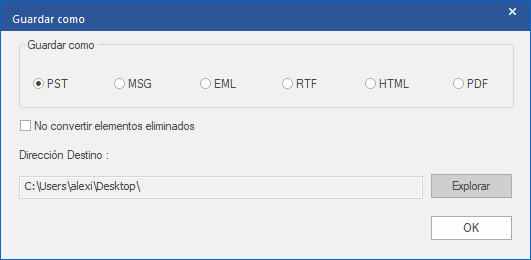 Guardar como
Guardar como
PST MSG EML RTF HTML PDF
No convertir elementos eliminados
Dirección Destino :
C:\Users\alexi\Desktop\ Explorar
OK